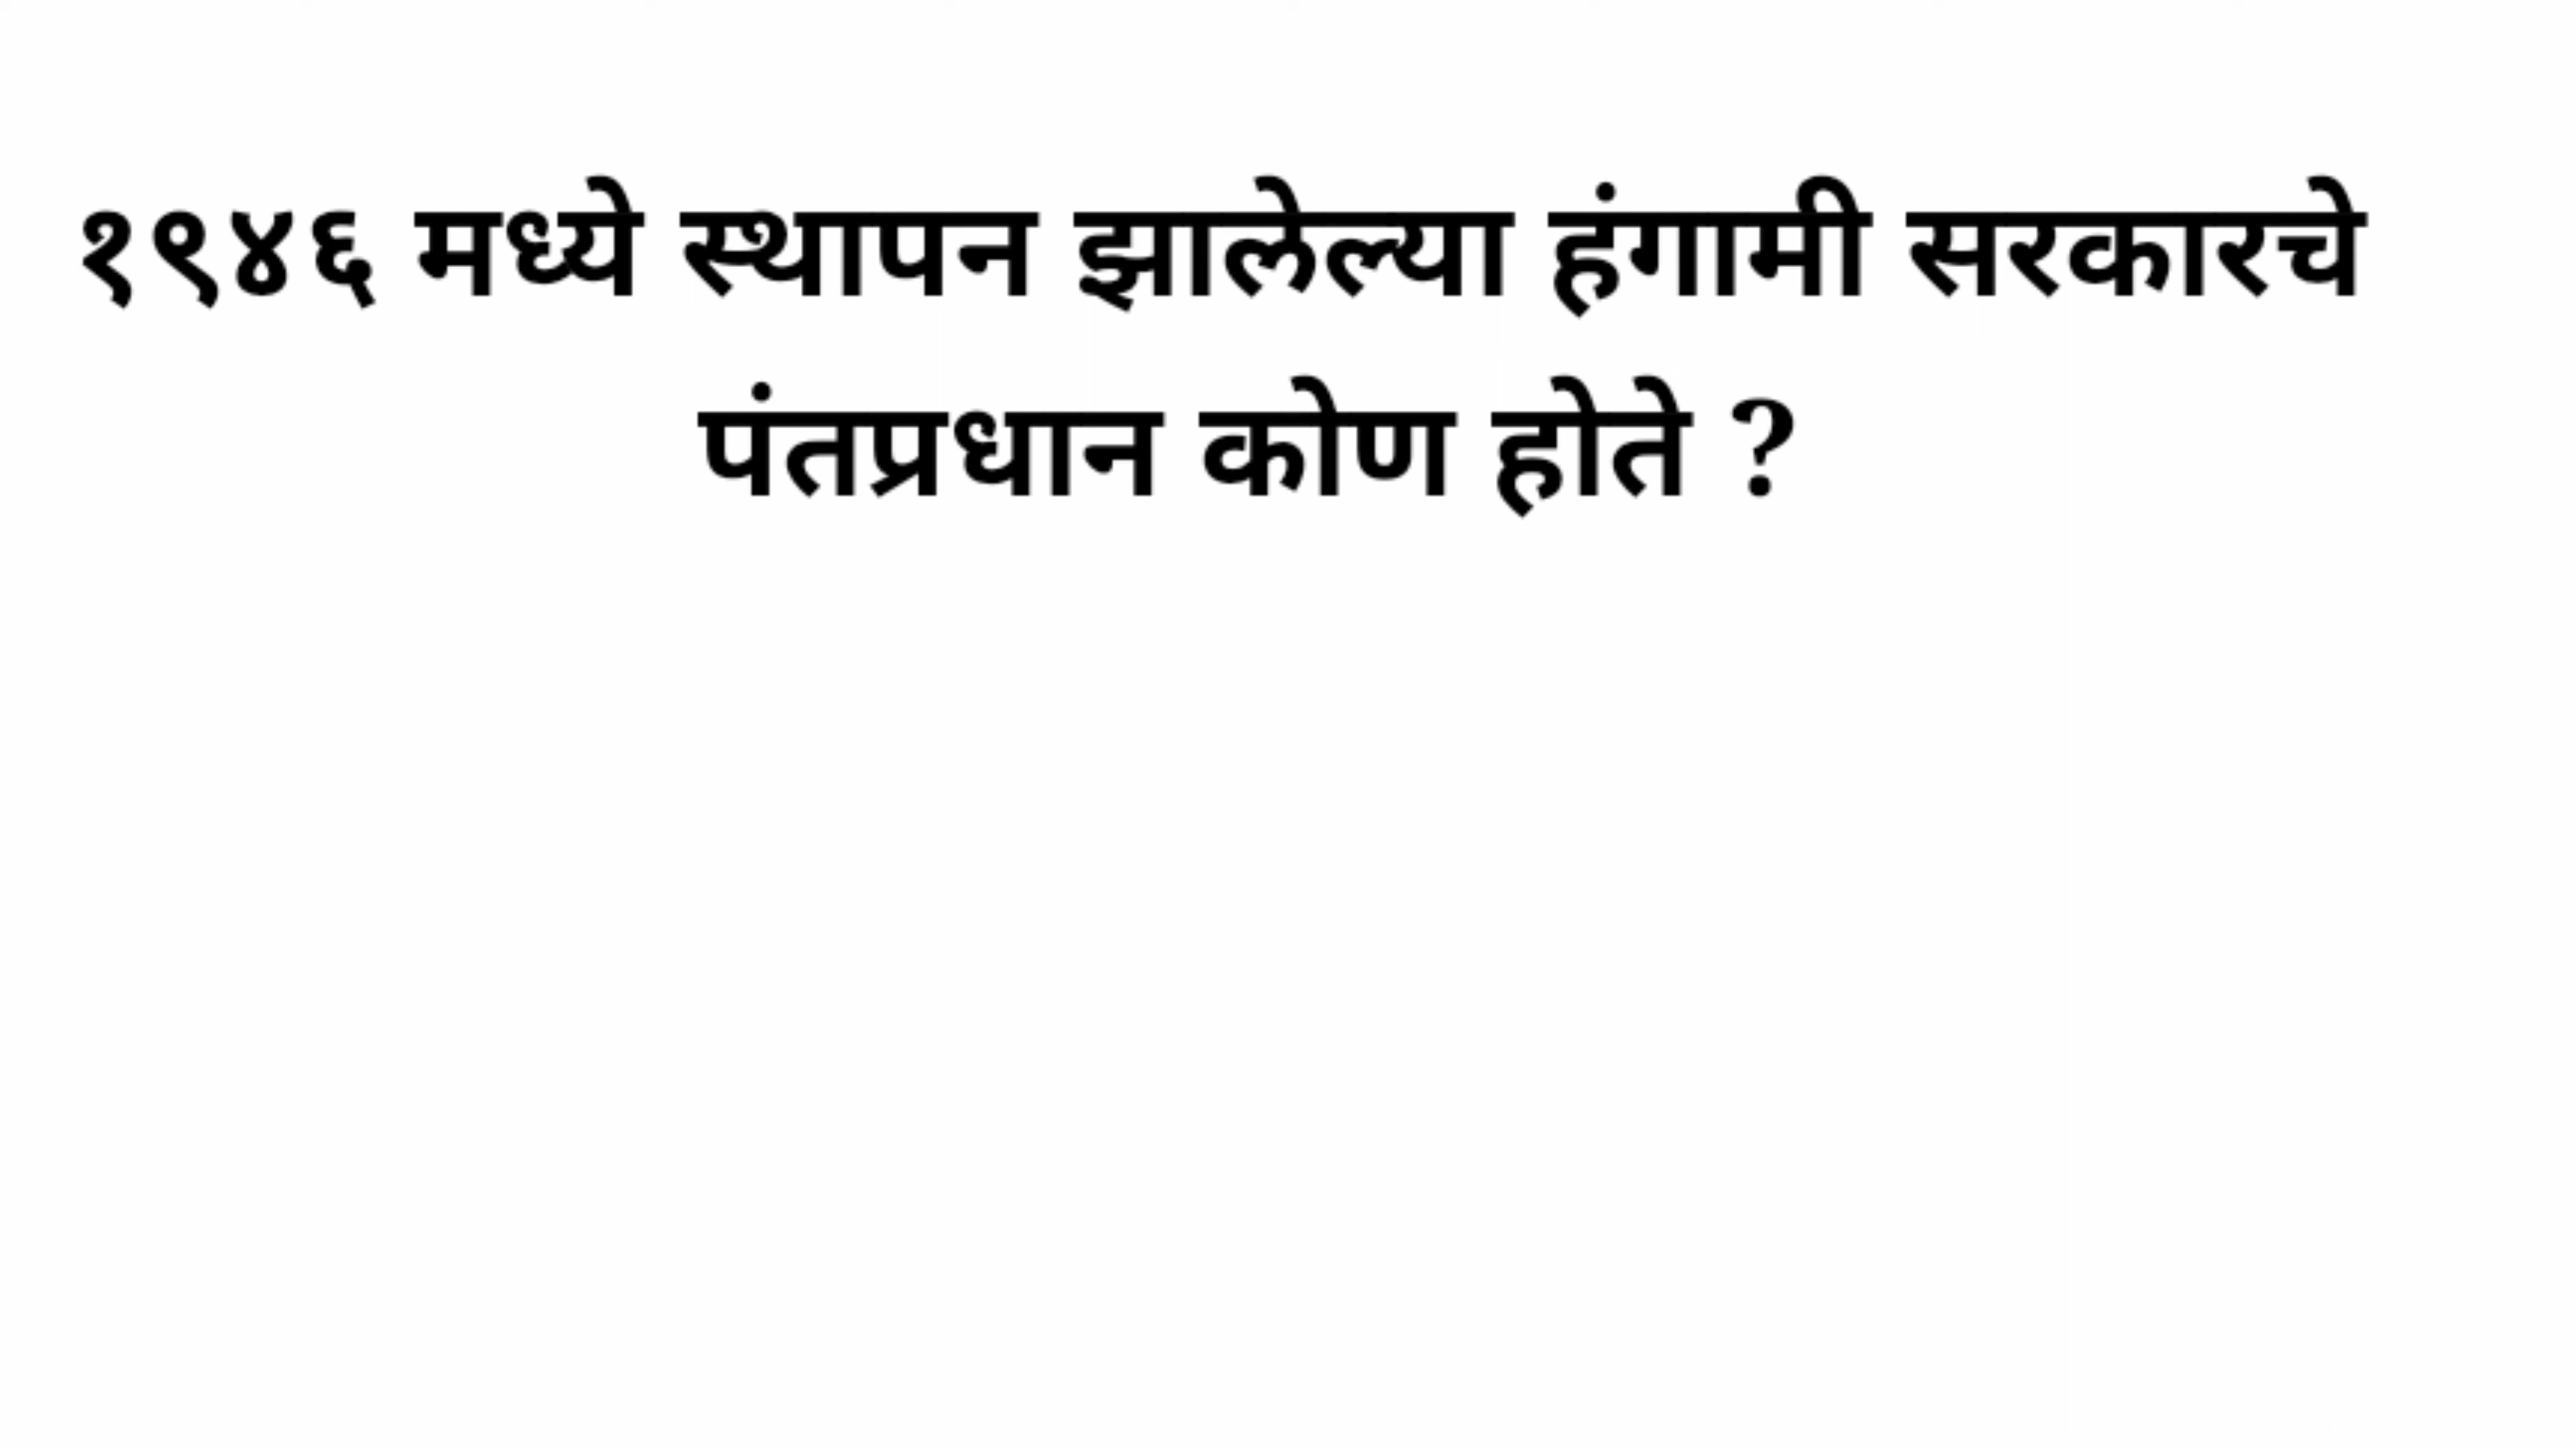 १९४६ मध्ये स्थापन झालेल्या हंगामी सरकारचे
पंतप्रधान कोण होते ?